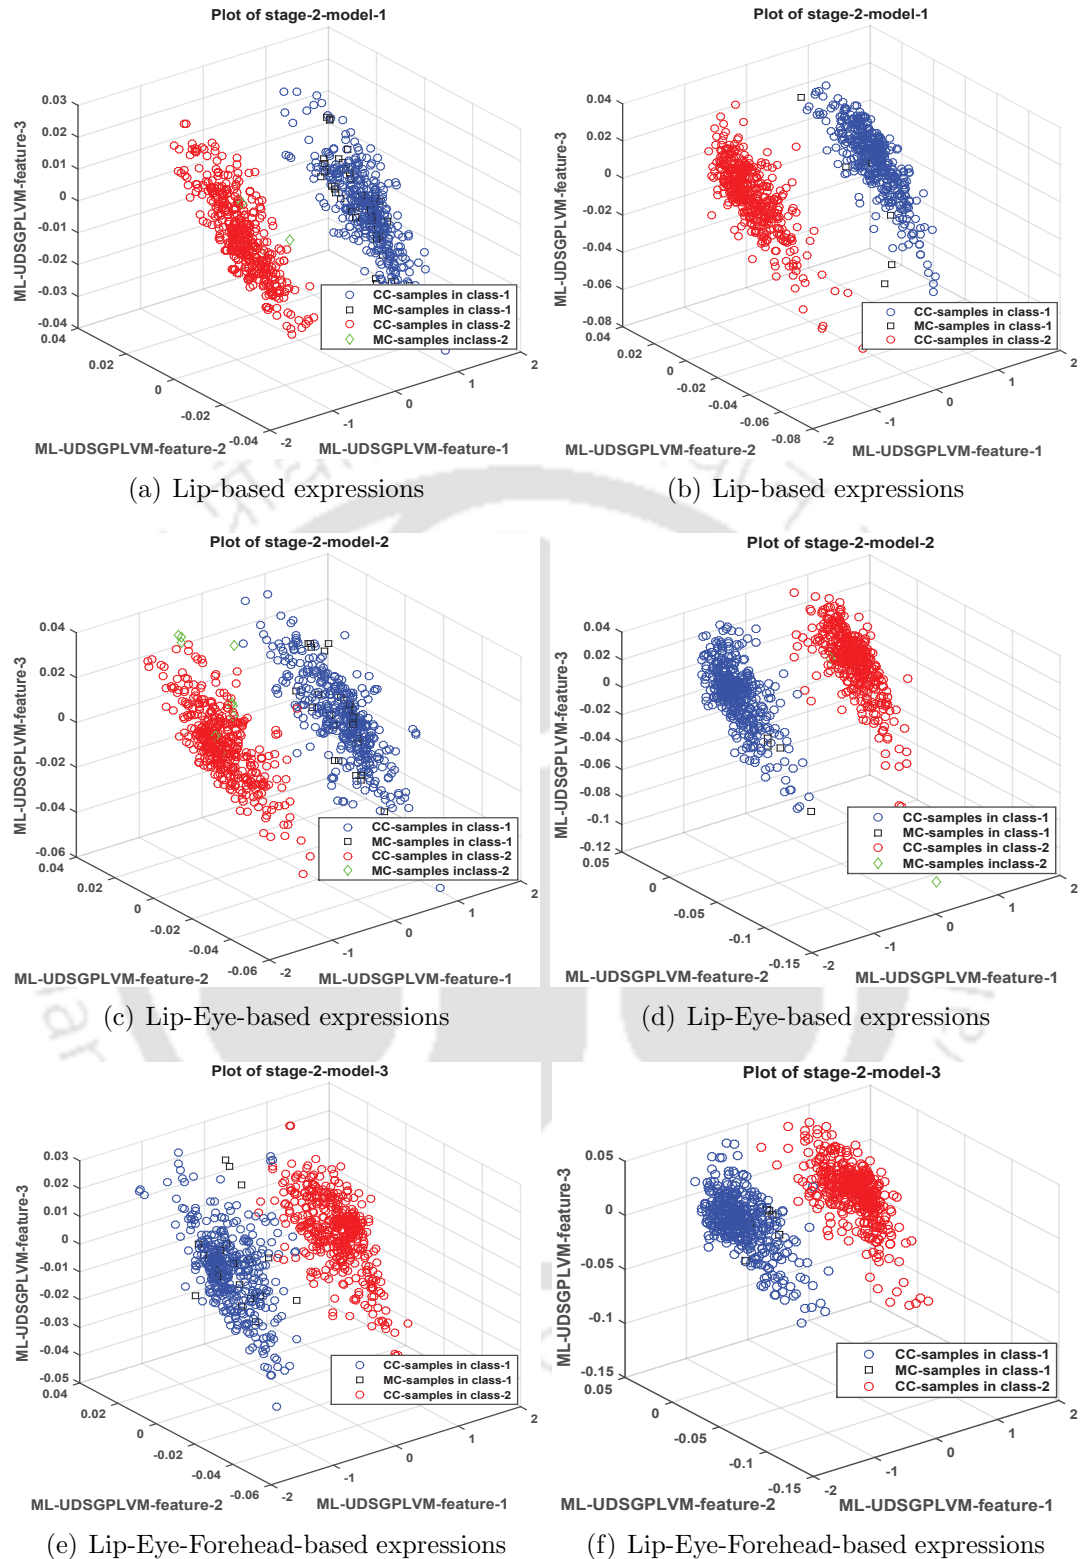 Plot of stage-2-model-1
ML-UDSGPLVM-feature-3
0.03
0.02
0.01
0
-0.01
-0.02
-0.03
-0.04
0.04
0.02
0
-0.02
-0.04
-2
-1
0
1
2
ML-UDSGPLVM-feature-2
ML-UDSGPLVM-feature-1
CC-samples in class-1
MC-samples in class-1
CC-samples in class-2
MC-samples inclass-2
(a) Lip-based expressions
Plot of stage-2-model-1
ML-UDSGPLVM-feature-3
0.04
0.02
0
-0.02
-0.04
-0.06
-0.08
0.02
0
-0.02
-0.04
-0.06
-0.08
-2
-1
0
1
2
ML-UDSGPLVM-feature-2
ML-UDSGPLVM-feature-1
CC-samples in class-1
MC-samples in class-1
CC-samples in class-2
(b) Lip-based expressions
Plot of stage-2-model-2
ML-UDSGPLVM-feature-3
0.04
0.02
0
-0.02
-0.04
-0.06
0.04
0.02
0
-0.02
-0.04
-0.06
-2
-1
0
1
2
ML-UDSGPLVM-feature-2
ML-UDSGPLVM-feature-1
CC-samples in class-1
MC-samples in class-1
CC-samples in class-2
MC-samples inclass-2
(c) Lip-Eye-based expressions
Plot of stage-2-model-2
ML-UDSGPLVM-feature-3
0.04
0.02
0
-0.02
-0.04
-0.06
-0.08
-0.1
-0.12
0.05
0
-0.05
-0.1
-0.15
-2
-1
0
1
2
ML-UDSGPLVM-feature-2
ML-UDSGPLVM-feature-1
CC-samples in class-1
MC-samples in class-1
CC-samples in class-2
MC-samples inclass-2
(d) Lip-Eye-based expressions
Plot of stage-2-model-3
ML-UDSGPLVM-feature-3
0.03
0.02
0.01
0
-0.01
-0.02
-0.03
-0.04
-0.05
0.04
0.02
0
-0.02
-0.04
-0.06
-2
-1
0
1
2
ML-UDSGPLVM-feature-2
ML-UDSGPLVM-feature-1
CC-samples in class-1
MC-samples in class-1
CC-samples in class-2
(e) Lip-Eye-Forehead-based expressions
Plot of stage-2-model-3
ML-UDSGPLVM-feature-3
0.05
0
-0.05
-0.1
-0.15
0.05
0
-0.05
-0.1
-0.15
-2
-1
0
1
2
ML-UDSGPLVM-feature-2
ML-UDSGPLVM-feature-1
CC-samples in class-1
MC-samples in class-1
CC-samples in class-2
(f) Lip-Eye-Forehead-based expressions